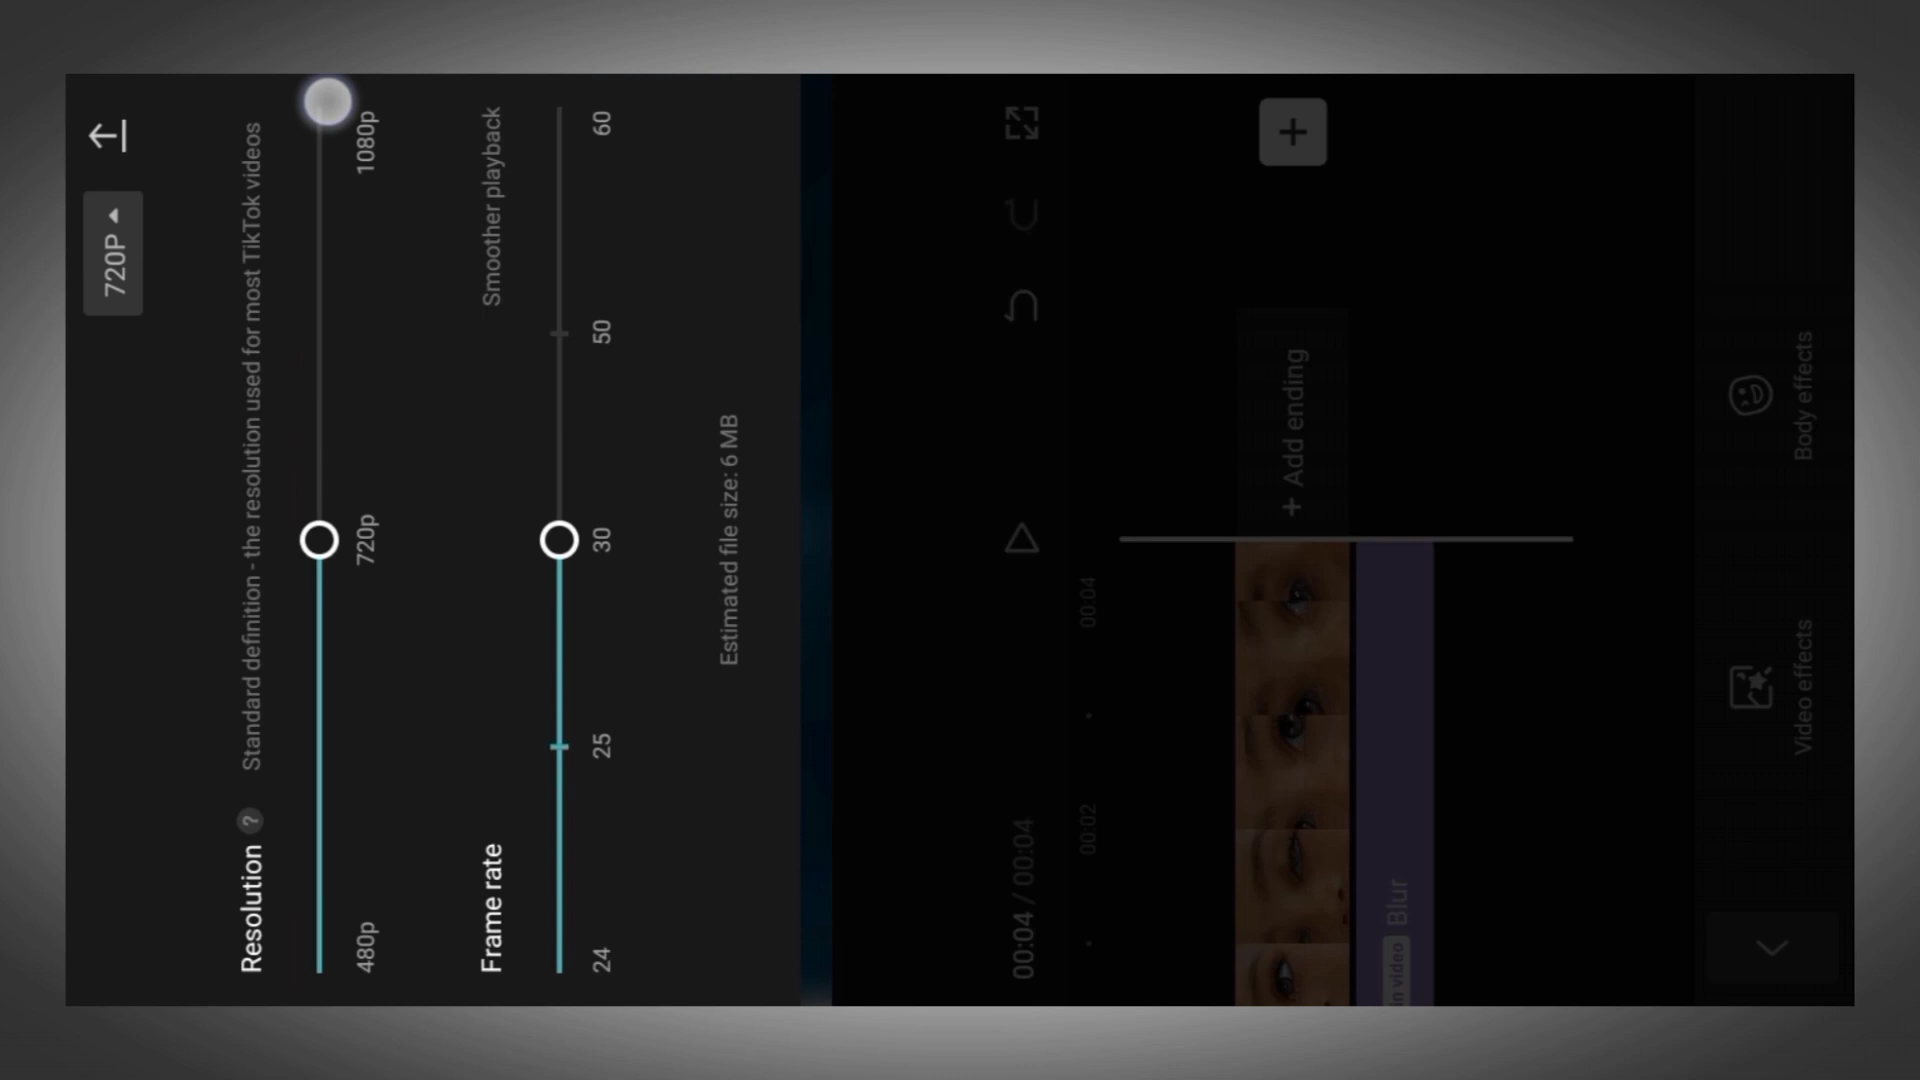 720P
Resolution ? Standard definition - the resolution used for most TikTok videos
480p 720p 1080p
Frame rate Smoother playback
24 25 30 50 60
Estimated file size: 6 MB
00:04 / 00:04
00:02 00:04
+ Add ending
In video Blur
Video effects Body effects